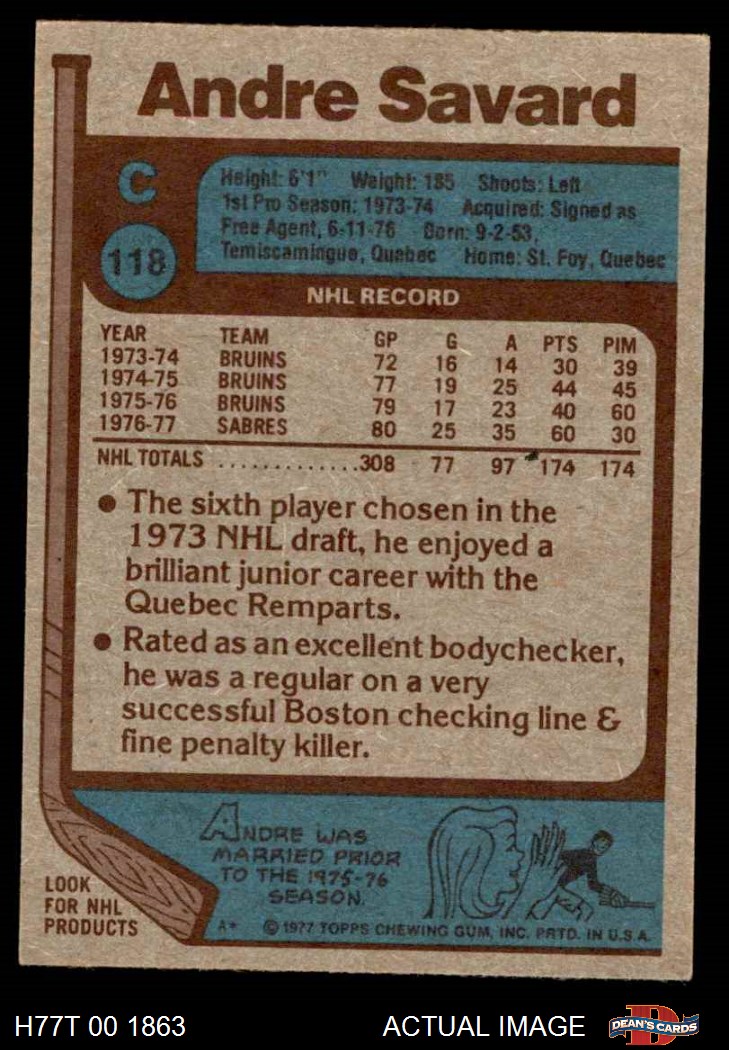 Andre Savard
C
118
Height: 6'1" Weight: 185 Shoots: Left
1st Pro Season: 1973-74 Acquired: Signed as
Free Agent, 6-11-76 Born: 9-2-53,
Temiscamingue, Quebec Home: St. Foy, Quebec
NHL RECORD
YEAR TEAM GP G A PTS PIM
1973-74 BRUINS 72 16 14 30 39
1974-75 BRUINS 77 19 25 44 45
1975-76 BRUINS 79 17 23 40 60
1976-77 SABRES 80 25 35 60 30
NHL TOTALS ..............308 77 97 174 174
• The sixth player chosen in the
1973 NHL draft, he enjoyed a
brilliant junior career with the
Quebec Remparts.
• Rated as an excellent bodychecker,
he was a regular on a very
successful Boston checking line &
fine penalty killer.
ANDRE WAS
MARRIED PRIOR
TO THE 1975-76
SEASON.
LOOK
FOR NHL
PRODUCTS
A* © 1977 TOPPS CHEWING GUM, INC. PRTD. IN U.S.A.
H77T 00 1863 ACTUAL IMAGE DEAN'S CARDS